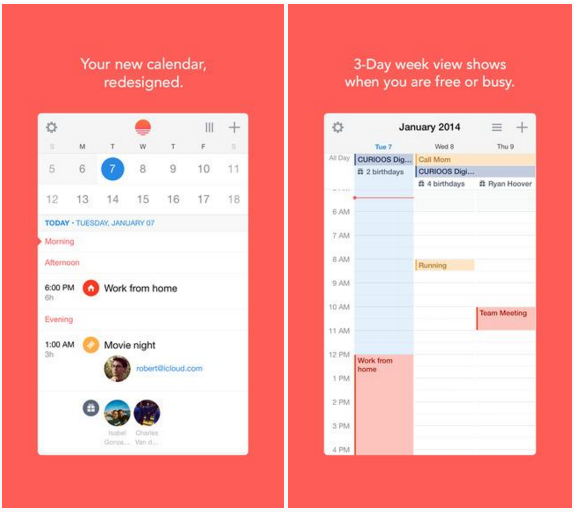 Your new calendar,
redesigned.
S M T W T F S
5 6 7 8 9 10 11
12 13 14 15 16 17 18
TODAY • TUESDAY, JANUARY 07
Morning
Afternoon
6:00 PM Work from home
6h
Evening
1:00 AM Movie night
3h
robert@icloud.com
Isabel Charles
Gonza... Van d...
3-Day week view shows
when you are free or busy.
January 2014
Tue 7 Wed 8 Thu 9
All Day CURIOOS Dig... Call Mom
2 birthdays CURIOOS Digi...
4 birthdays Ryan Hoover
6 AM
7 AM
8 AM Running
9 AM
10 AM Team Meeting
11 AM
12 PM Work from
home
1 PM
2 PM
3 PM
4 PM